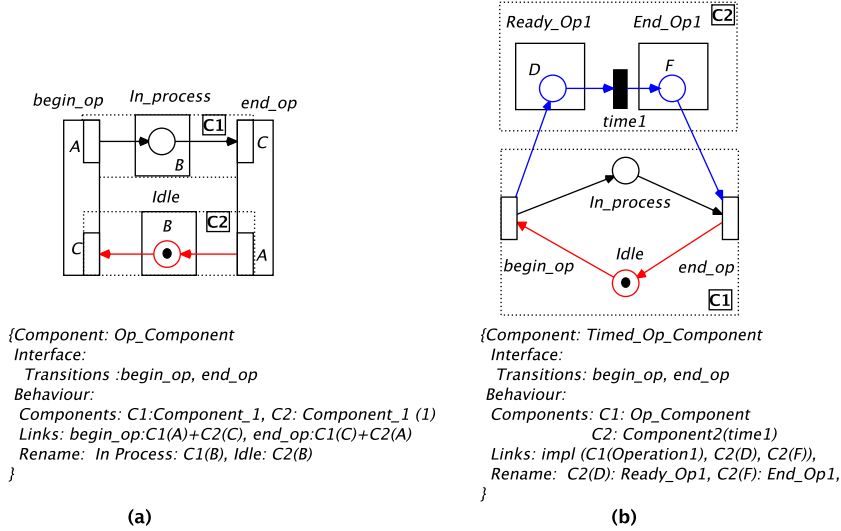 begin_op
In_process
end_op
C1
A
B
C
Idle
C2
B
C
A
{Component: Op_Component
Interface:
Transitions :begin_op, end_op
Behaviour:
Components: C1:Component_1, C2: Component_1 (1)
Links: begin_op:C1(A)+C2(C), end_op:C1(C)+C2(A)
Rename: In Process: C1(B), Idle: C2(B)
}
(a)
Ready_Op1
End_Op1
C2
D
F
time1
In_process
Idle
begin_op
end_op
C1
{Component: Timed_Op_Component
Interface:
Transitions: begin_op, end_op
Behaviour:
Components: C1: Op_Component
C2: Component2(time1)
Links: impl (C1(Operation1), C2(D), C2(F)),
Rename: C2(D): Ready_Op1, C2(F): End_Op1,
}
(b)